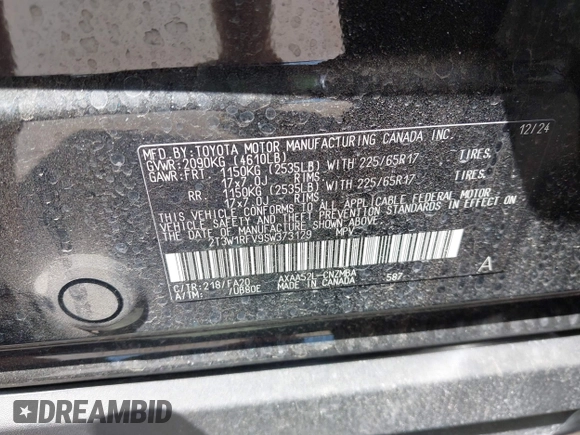 MFD. BY: TOYOTA MOTOR MANUFACTURING CANADA INC. 12/24
GVWR: 2090KG (4610LB)
GAWR: FRT. 1150KG (2535LB) WITH 225/65R17 TIRES,
17x7.0J RIMS
RR. 1150KG (2535LB) WITH 225/65R17 TIRES,
17x7.0J RIMS
THIS VEHICLE CONFORMS TO ALL APPLICABLE FEDERAL MOTOR
VEHICLE SAFETY, BUMPER, AND THEFT PREVENTION STANDARDS
IN EFFECT ON THE DATE OF MANUFACTURE SHOWN ABOVE.
2T3W1RFV9SW373129 MPV
C/TR: 218/FA20 AXAA52L-CNZMBA 587 A
A/TM: /UB80E MADE IN CANADA
DREAMBID